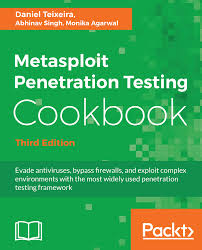 Daniel Teixeira,
Abhinav Singh, Monika Agarwal
Metasploit
Penetration Testing
Cookbook
Third Edition
Evade antiviruses, bypass firewalls, and exploit complex
environments with the most widely used penetration
testing framework
Packt>